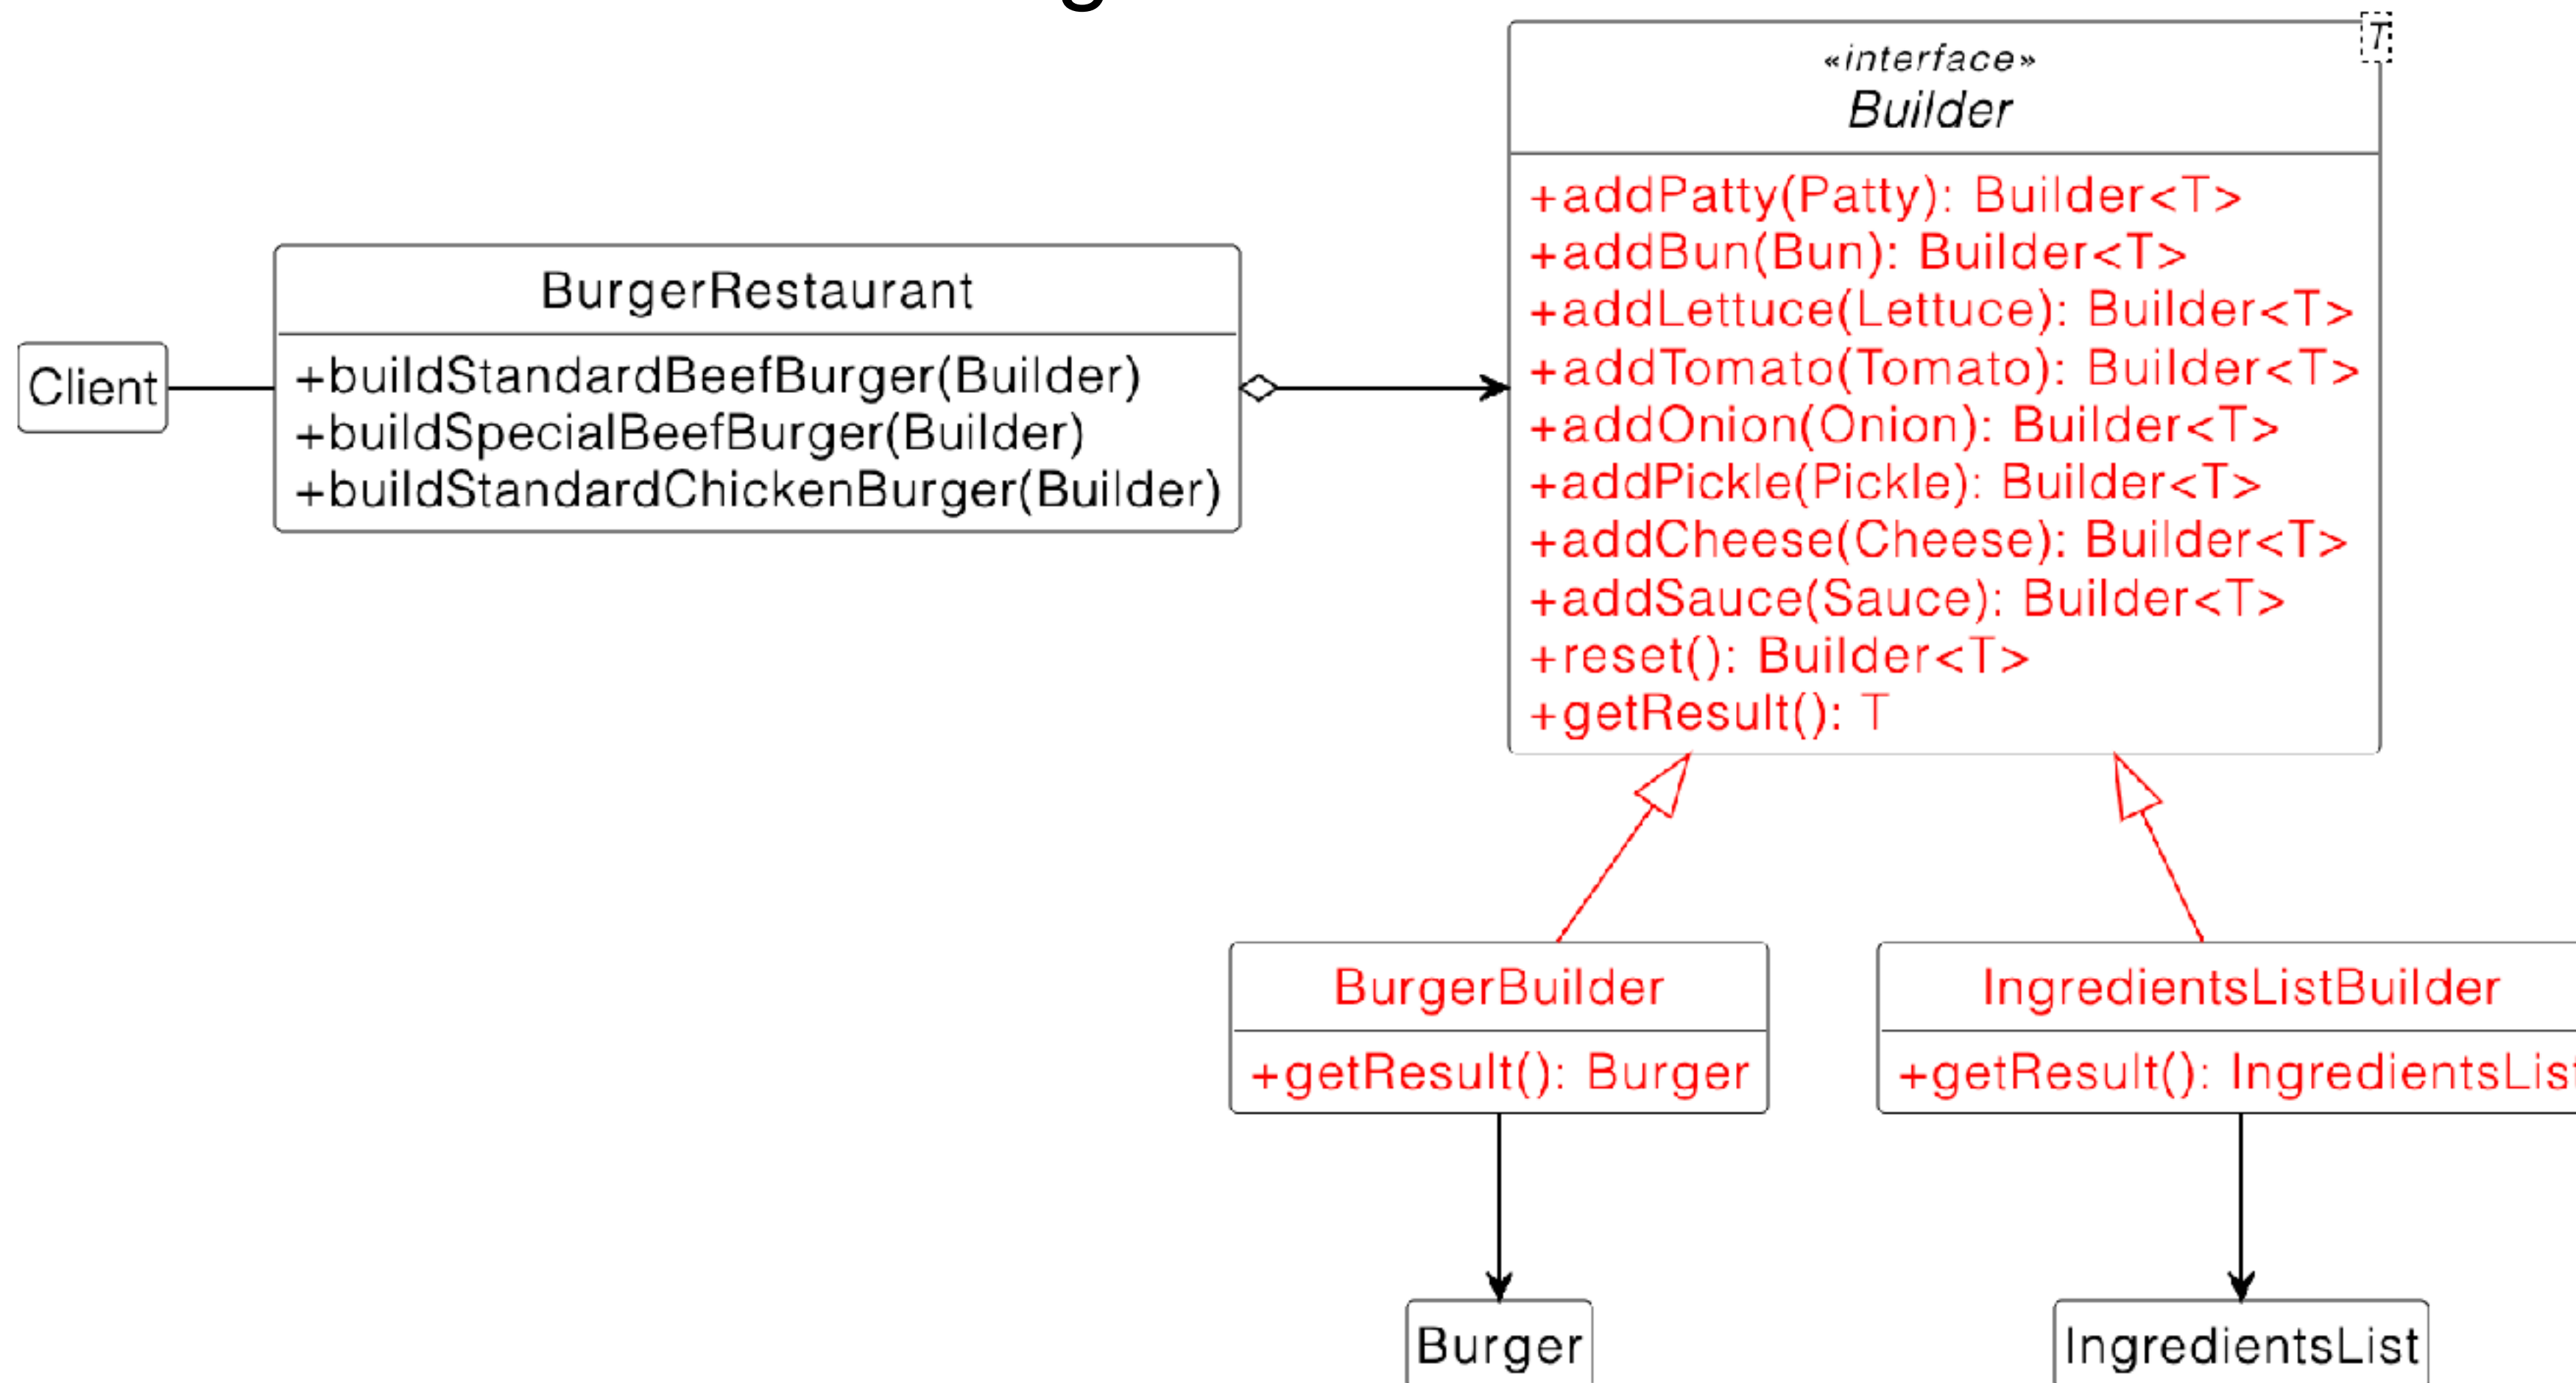 T
«interface»
Builder
+addPatty(Patty): Builder<T>
+addBun(Bun): Builder<T>
+addLettuce(Lettuce): Builder<T>
+addTomato(Tomato): Builder<T>
+addOnion(Onion): Builder<T>
+addPickle(Pickle): Builder<T>
+addCheese(Cheese): Builder<T>
+addSauce(Sauce): Builder<T>
+reset(): Builder<T>
+getResult(): T
Client
BurgerRestaurant
+buildStandardBeefBurger(Builder)
+buildSpecialBeefBurger(Builder)
+buildStandardChickenBurger(Builder)
BurgerBuilder
+getResult(): Burger
IngredientsListBuilder
+getResult(): IngredientsList
Burger
IngredientsList